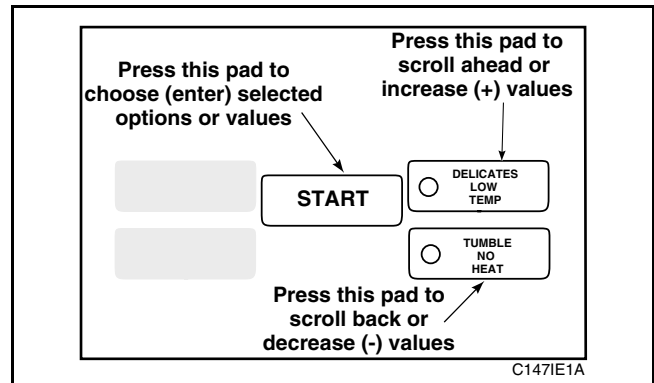 Press this pad to
choose (enter) selected
options or values
Press this pad to
scroll ahead or
increase (+) values
START
DELICATES
LOW
TEMP
TUMBLE
NO
HEAT
Press this pad to
scroll back or
decrease (-) values
C147IE1A